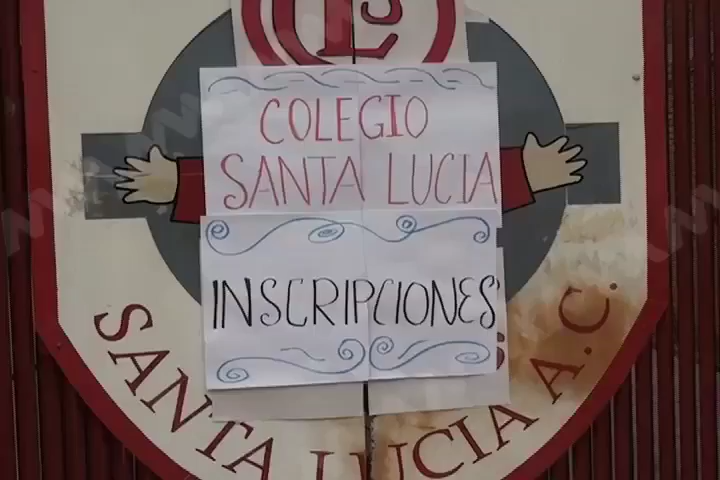 COLEGIO
SANTA LUCIA
INSCRIPCIONES
SANTA LUCIA A.C.